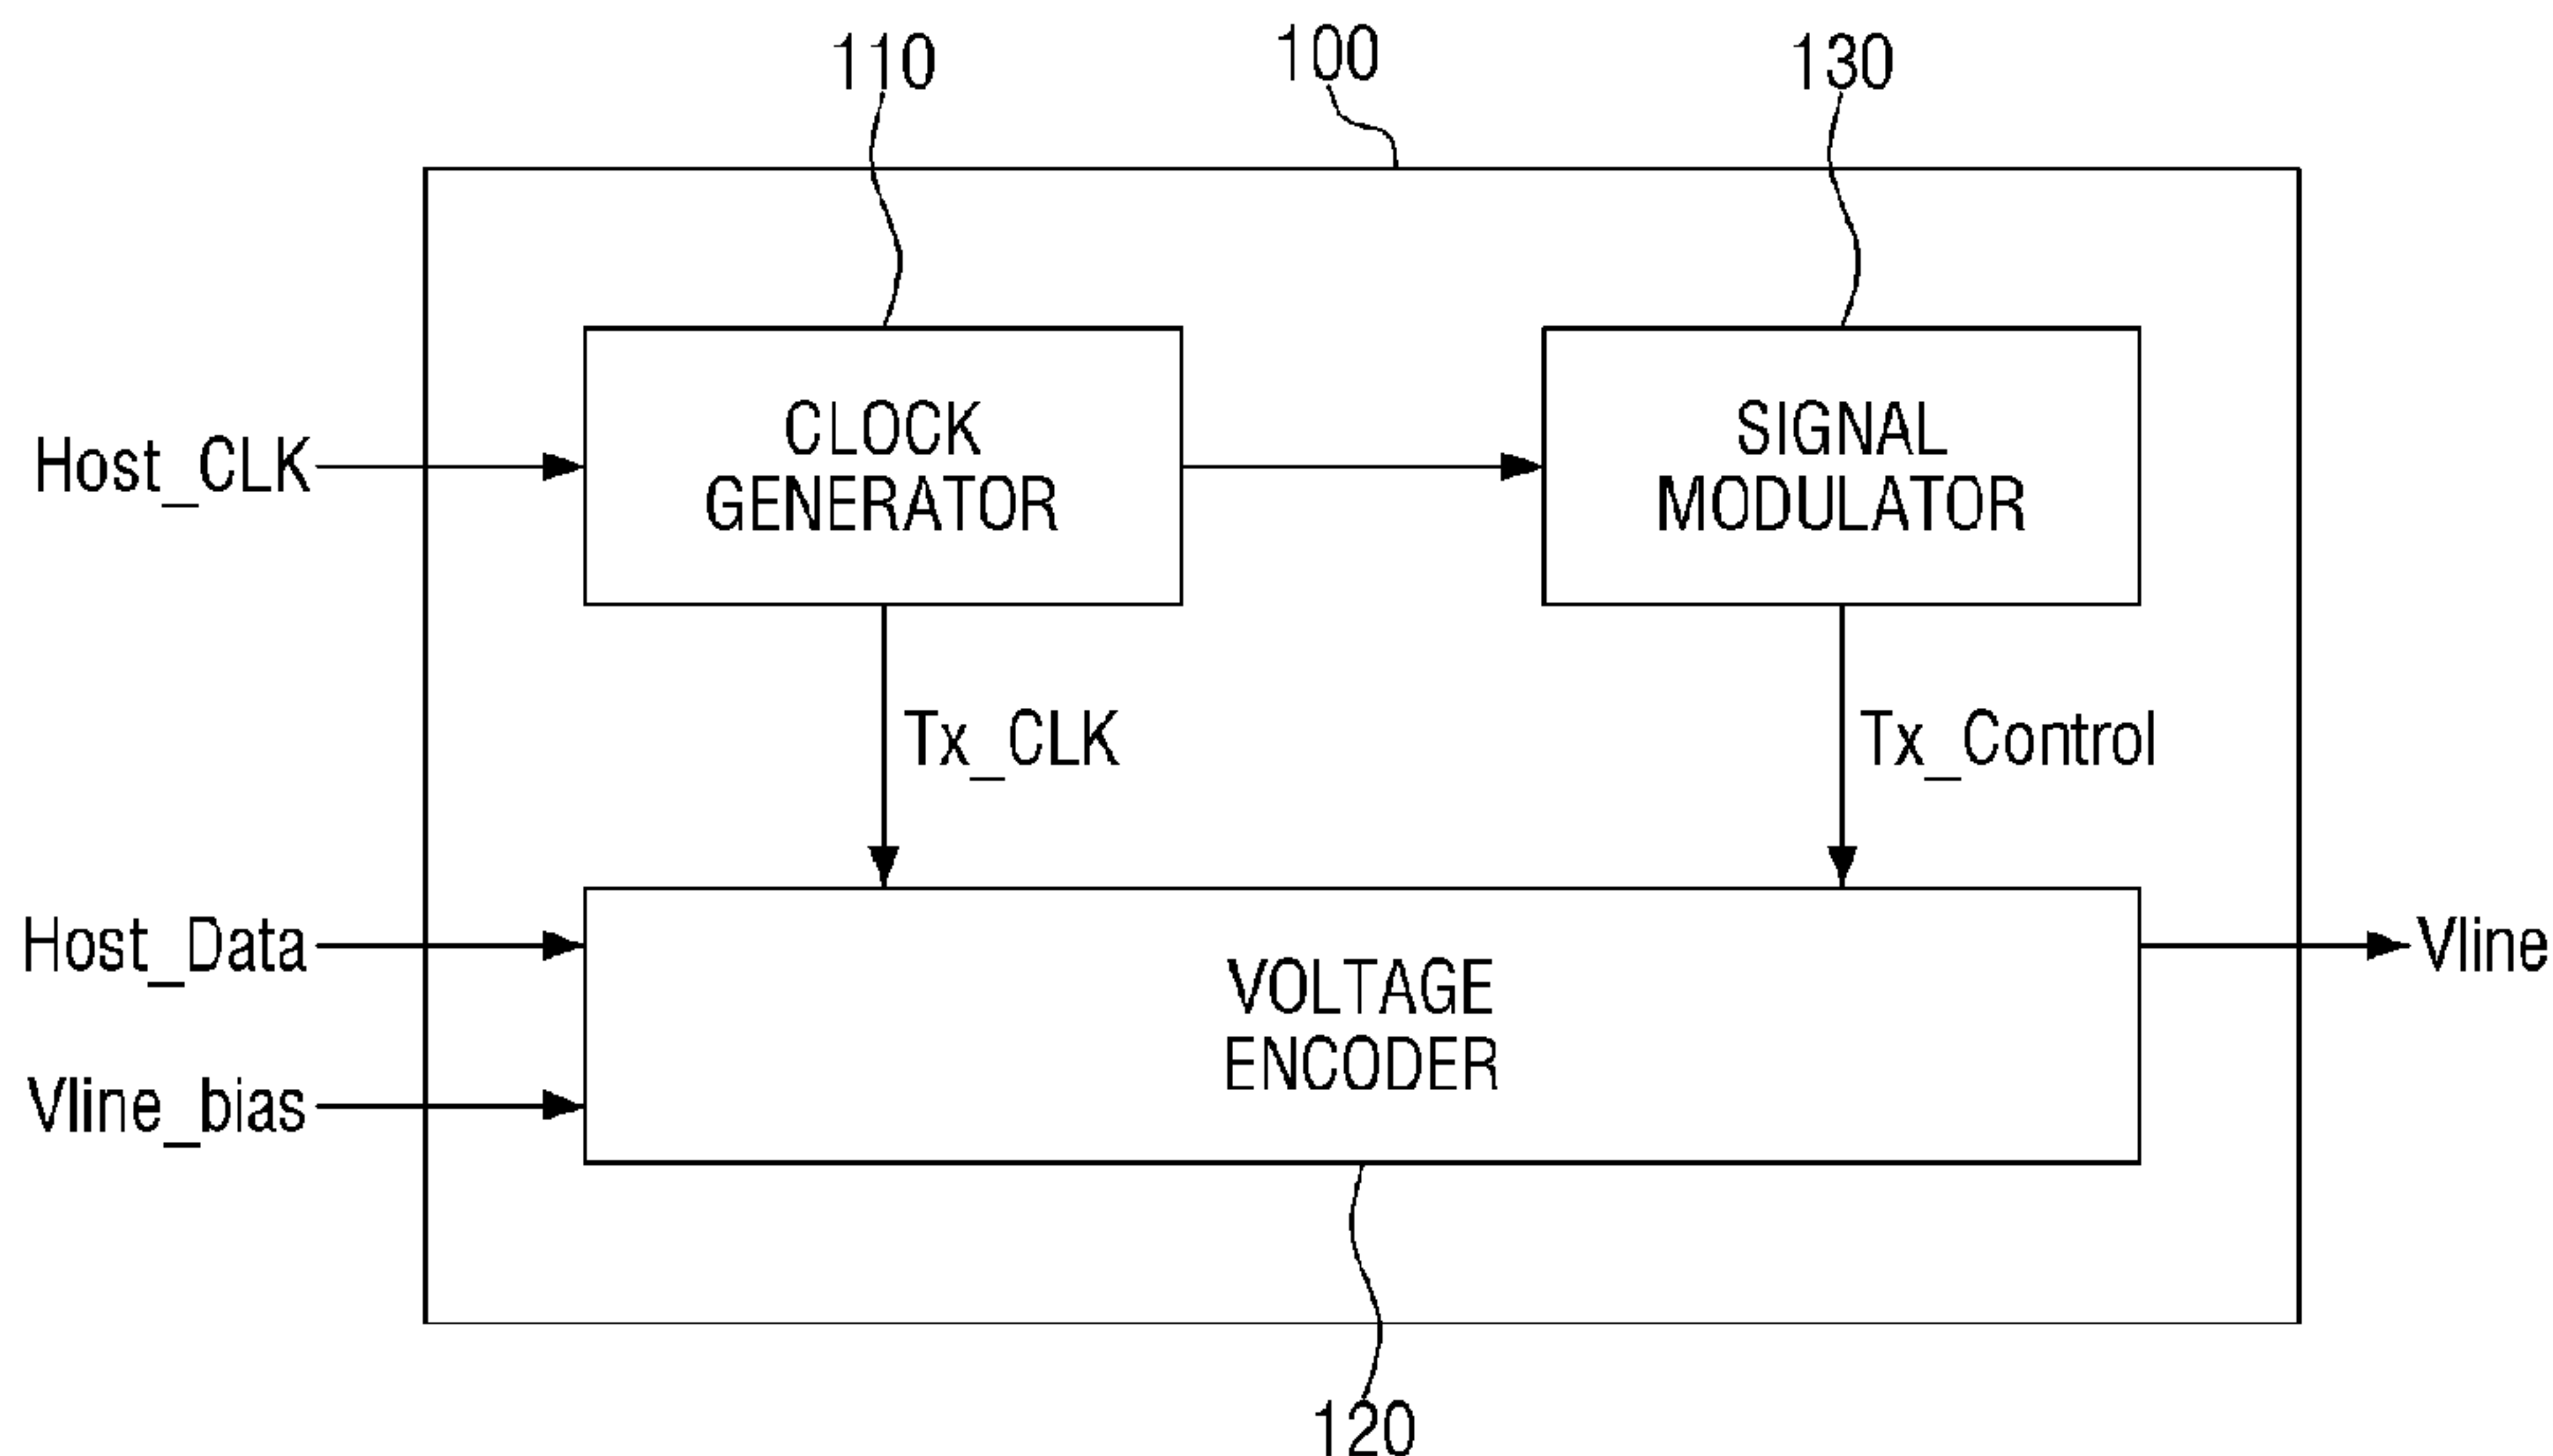 110
100
130
CLOCK
GENERATOR
SIGNAL
MODULATOR
Host_CLK
Tx_CLK
Tx_Control
Host_Data
Vline_bias
VOLTAGE
ENCODER
Vline
120